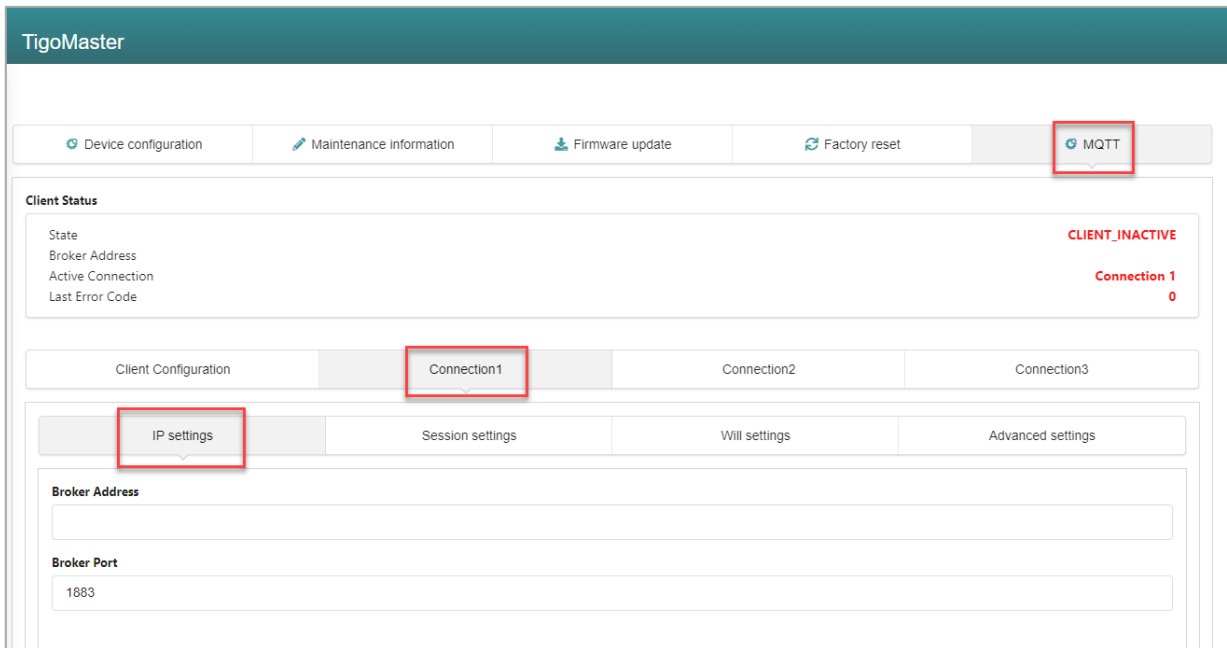 TigoMaster
Device configuration Maintenance information Firmware update Factory reset MQTT
Client Status
State CLIENT_INACTIVE
Broker Address
Active Connection Connection 1
Last Error Code 0
Client Configuration Connection1 Connection2 Connection3
IP settings Session settings Will settings Advanced settings
Broker Address
Broker Port
1883